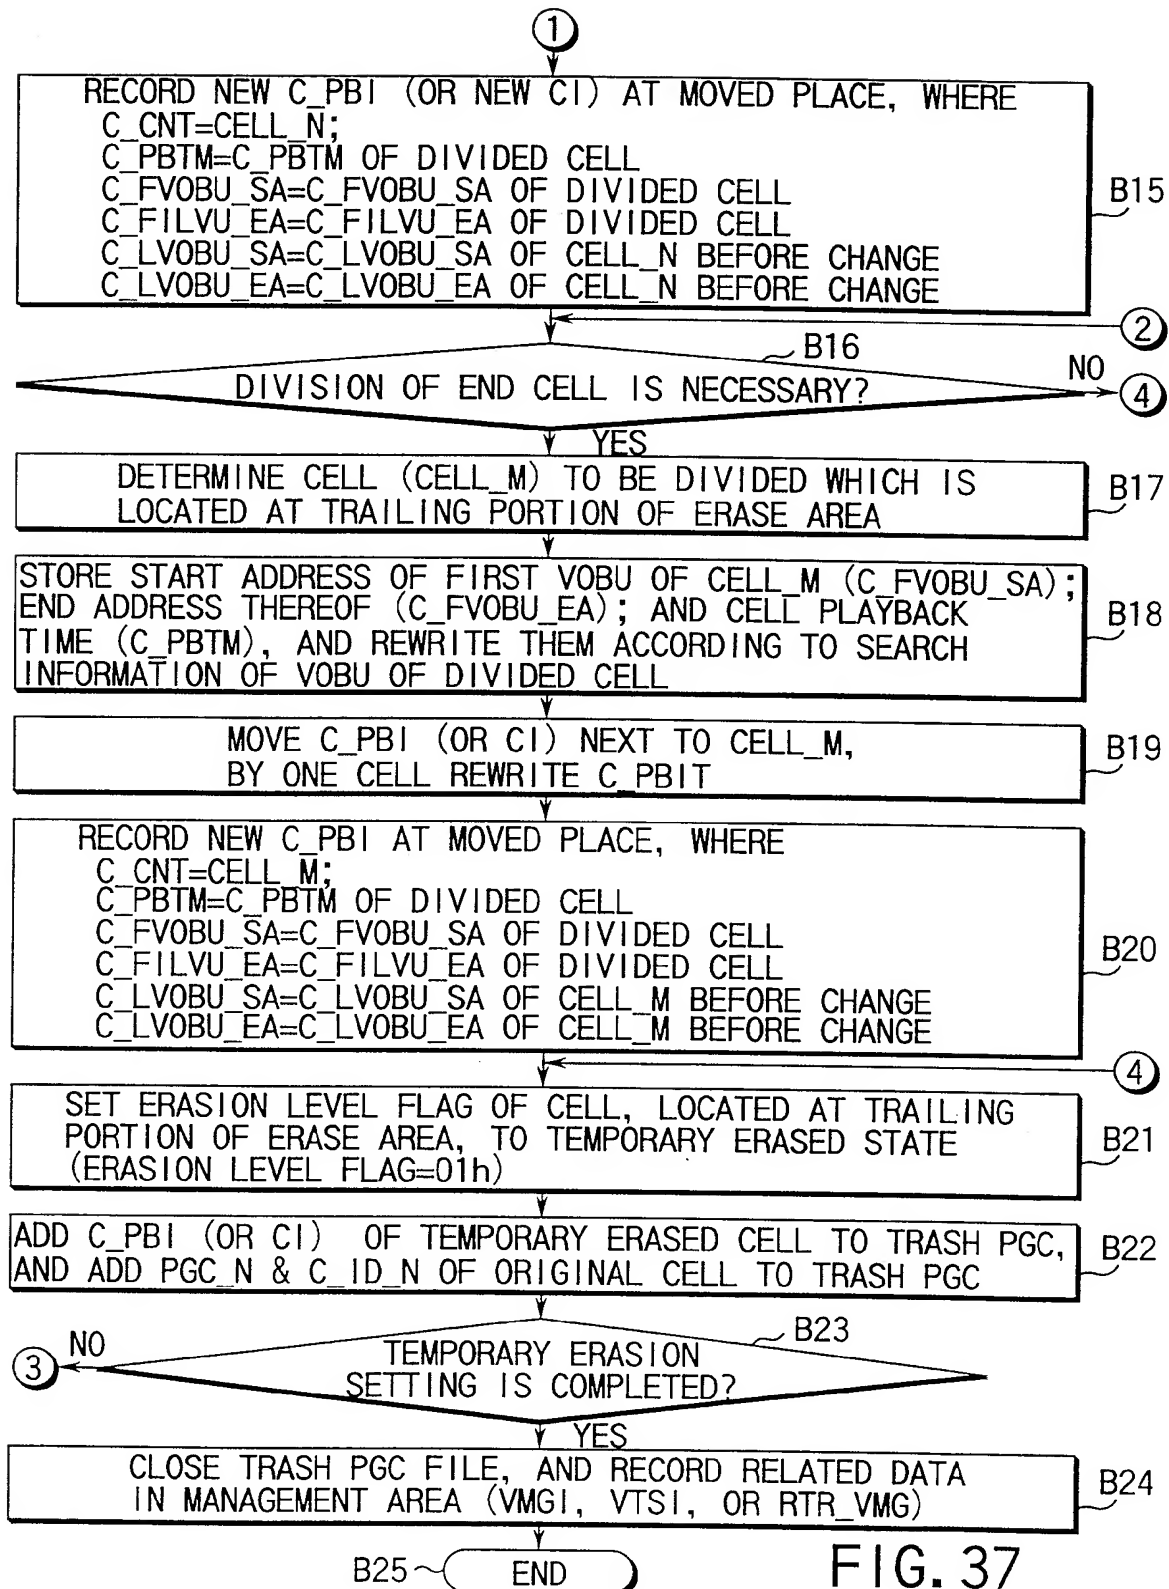 1
RECORD NEW C_PBI (OR NEW CI) AT MOVED PLACE, WHERE
C_CNT=CELL_N;
C_PBTM=C_PBTM OF DIVIDED CELL
C_FVOBU_SA=C_FVOBU_SA OF DIVIDED CELL
C_FILVU_EA=C_FILVU_EA OF DIVIDED CELL
C_LVOBU_SA=C_LVOBU_SA OF CELL_N BEFORE CHANGE
C_LVOBU_EA=C_LVOBU_EA OF CELL_N BEFORE CHANGE
B15
2
B16
DIVISION OF END CELL IS NECESSARY?
NO
4
YES
DETERMINE CELL (CELL_M) TO BE DIVIDED WHICH IS
LOCATED AT TRAILING PORTION OF ERASE AREA
B17
STORE START ADDRESS OF FIRST VOBU OF CELL_M (C_FVOBU_SA);
END ADDRESS THEREOF (C_FVOBU_EA); AND CELL PLAYBACK
TIME (C_PBTM), AND REWRITE THEM ACCORDING TO SEARCH
INFORMATION OF VOBU OF DIVIDED CELL
B18
MOVE C_PBI (OR CI) NEXT TO CELL_M,
BY ONE CELL REWRITE C_PBIT
B19
RECORD NEW C_PBI AT MOVED PLACE, WHERE
C_CNT=CELL_M;
C_PBTM=C_PBTM OF DIVIDED CELL
C_FVOBU_SA=C_FVOBU_SA OF DIVIDED CELL
C_FILVU_EA=C_FILVU_EA OF DIVIDED CELL
C_LVOBU_SA=C_LVOBU_SA OF CELL_M BEFORE CHANGE
C_LVOBU_EA=C_LVOBU_EA OF CELL_M BEFORE CHANGE
B20
4
SET ERASION LEVEL FLAG OF CELL, LOCATED AT TRAILING
PORTION OF ERASE AREA, TO TEMPORARY ERASED STATE
(ERASION LEVEL FLAG=01h)
B21
ADD C_PBI (OR CI) OF TEMPORARY ERASED CELL TO TRASH PGC,
AND ADD PGC_N & C_ID_N OF ORIGINAL CELL TO TRASH PGC
B22
B23
NO
3
TEMPORARY ERASION
SETTING IS COMPLETED?
YES
CLOSE TRASH PGC FILE, AND RECORD RELATED DATA
IN MANAGEMENT AREA (VMGI, VTSI, OR RTR_VMG)
B24
B25
END
FIG. 37